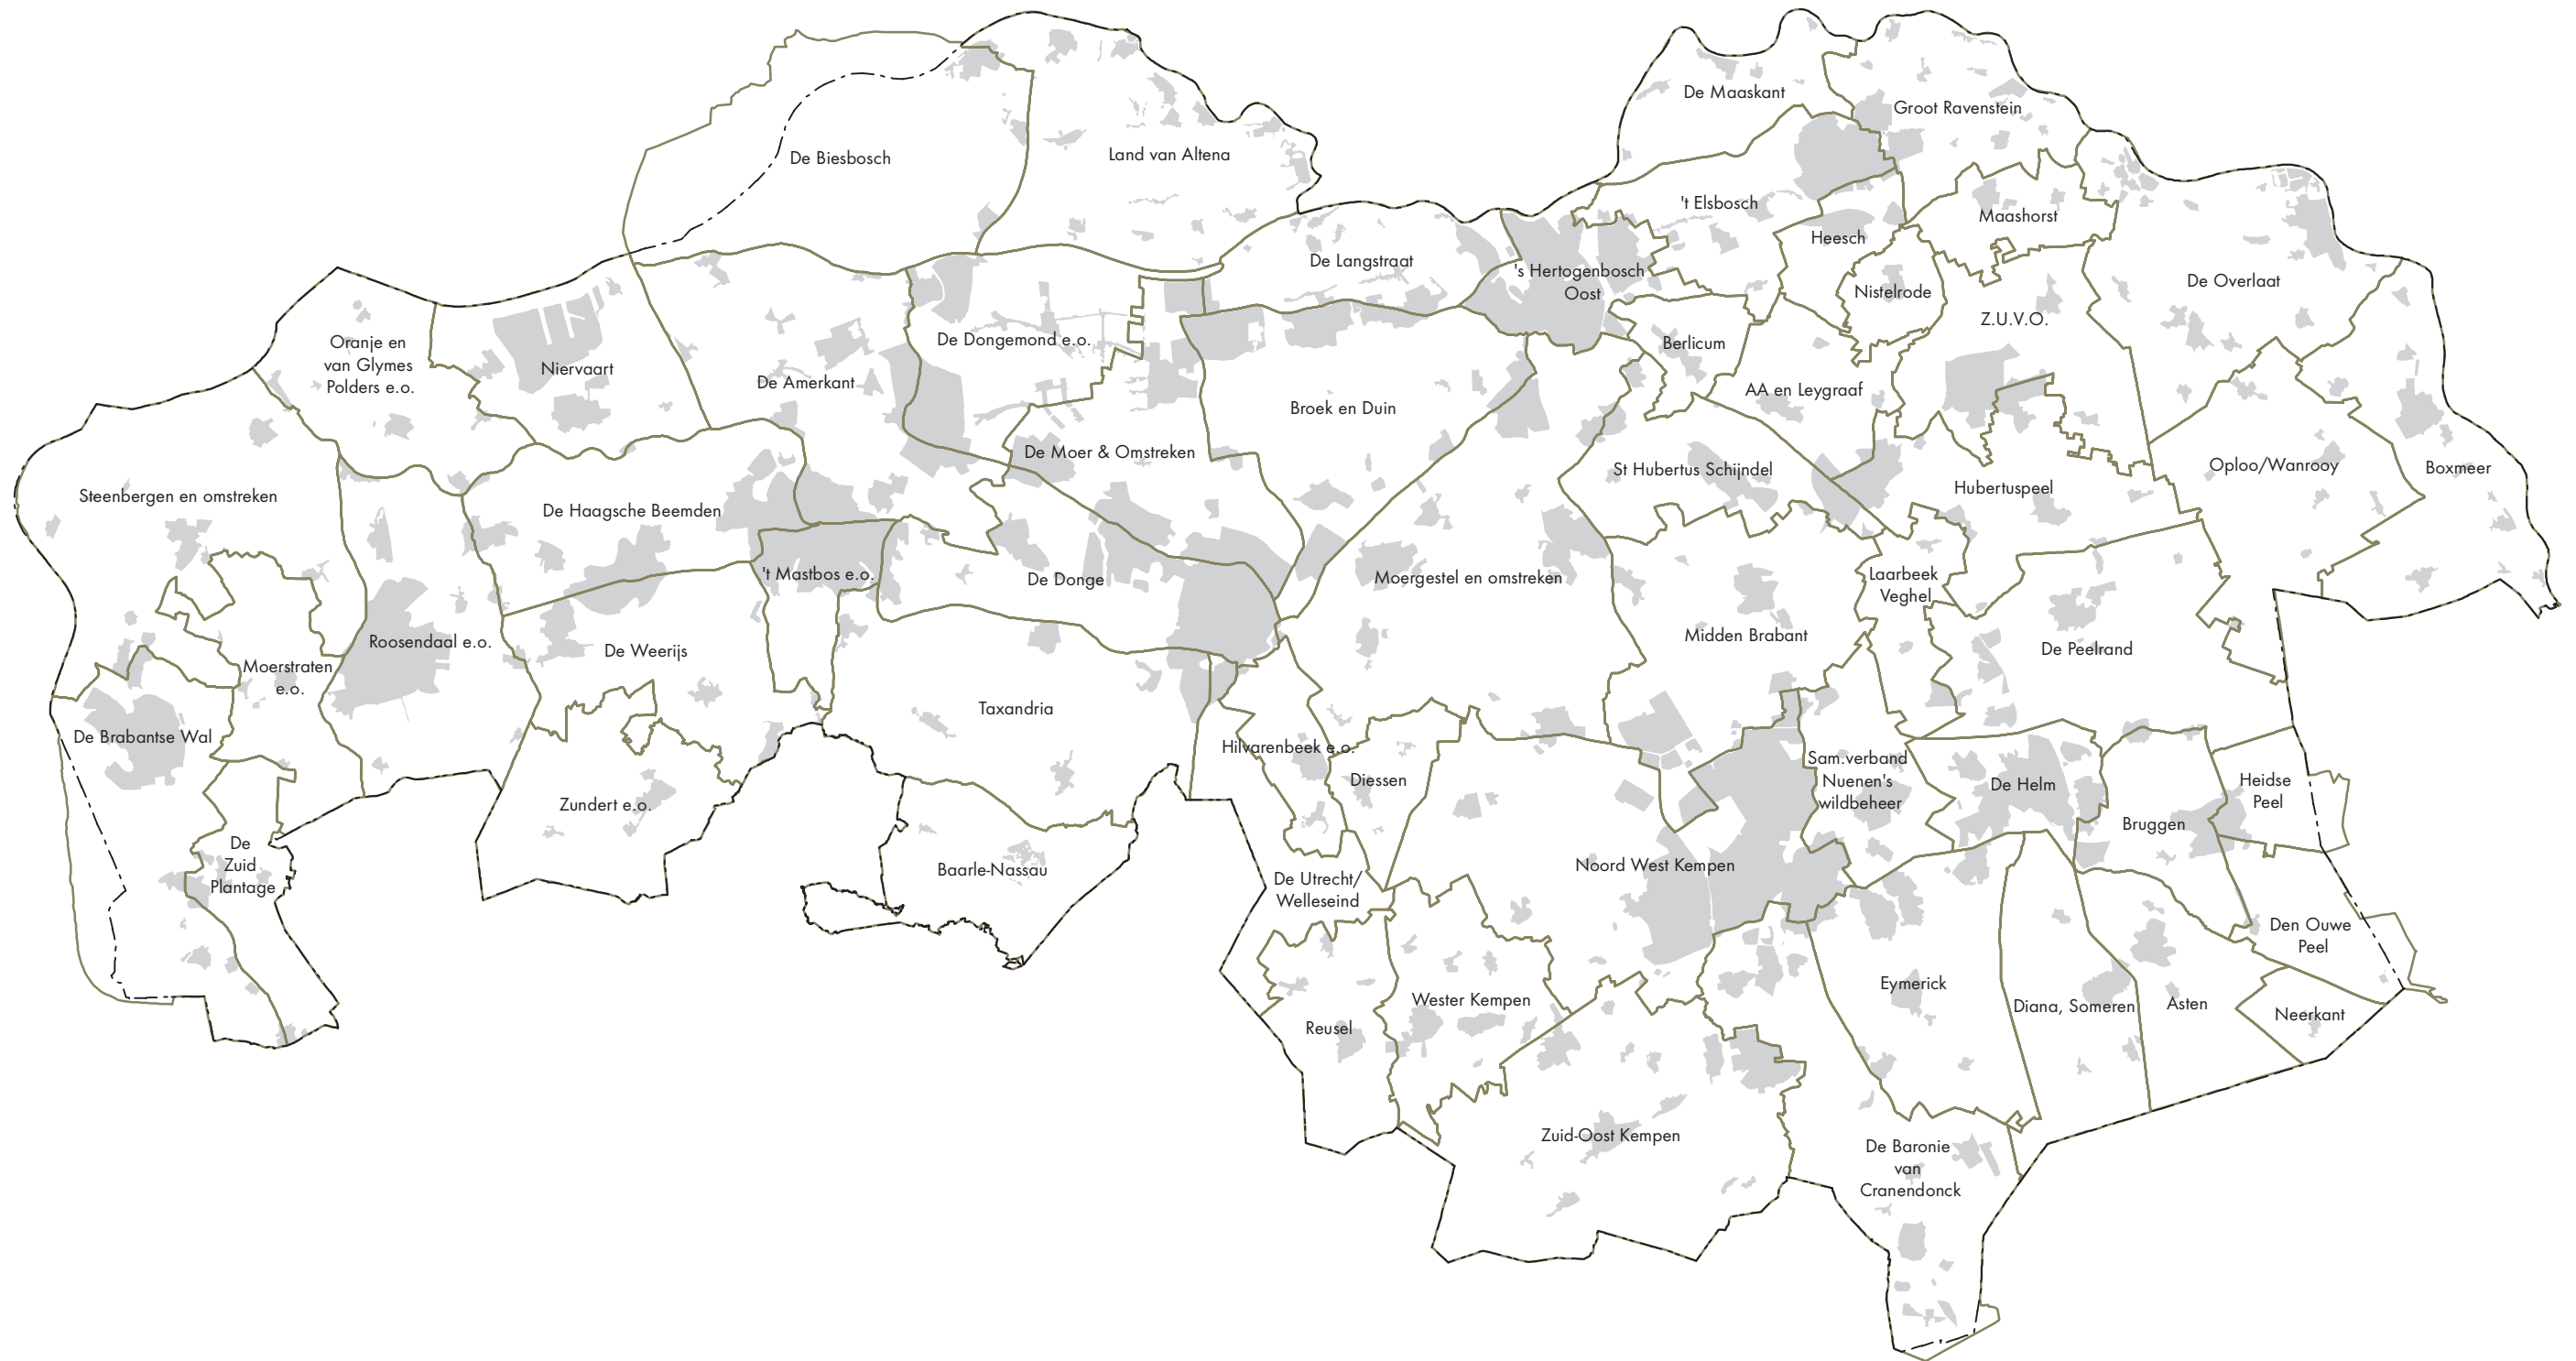 De Maaskant
Groot Ravenstein
De Biesbosch
Land van Altena
't Elsbosch
Maashorst
Heesch
De Langstraat
's Hertogenbosch
Oost
De Overlaat
Nistelrode
Z.U.V.O.
Oranje en
van Glymes
Polders e.o.
De Dongemond e.o.
Berlicum
Niervaart
De Amerkant
AA en Leygraaf
Broek en Duin
De Moer & Omstreken
St Hubertus Schijndel
Oploo/Wanrooy
Boxmeer
Hubertuspeel
Steenbergen en omstreken
De Haagsche Beemden
't Mastbos e.o.
De Donge
Moergestel en omstreken
Laarbeek
Veghel
Roosendaal e.o.
De Weerijs
Midden Brabant
De Peelrand
Moerstraten
e.o.
Taxandria
De Brabantse Wal
Hilvarenbeek e.o.
Diessen
Sam.verband
Nuenen's
wildbeheer
De Helm
Heidse
Peel
Zundert e.o.
Bruggen
De
Zuid
Plantage
Baarle-Nassau
Noord West Kempen
De Utrecht/
Welleseind
Den Ouwe
Peel
Eymerick
Wester Kempen
Diana, Someren
Asten
Neerkant
Reusel
Zuid-Oost Kempen
De Baronie
van
Cranendonck